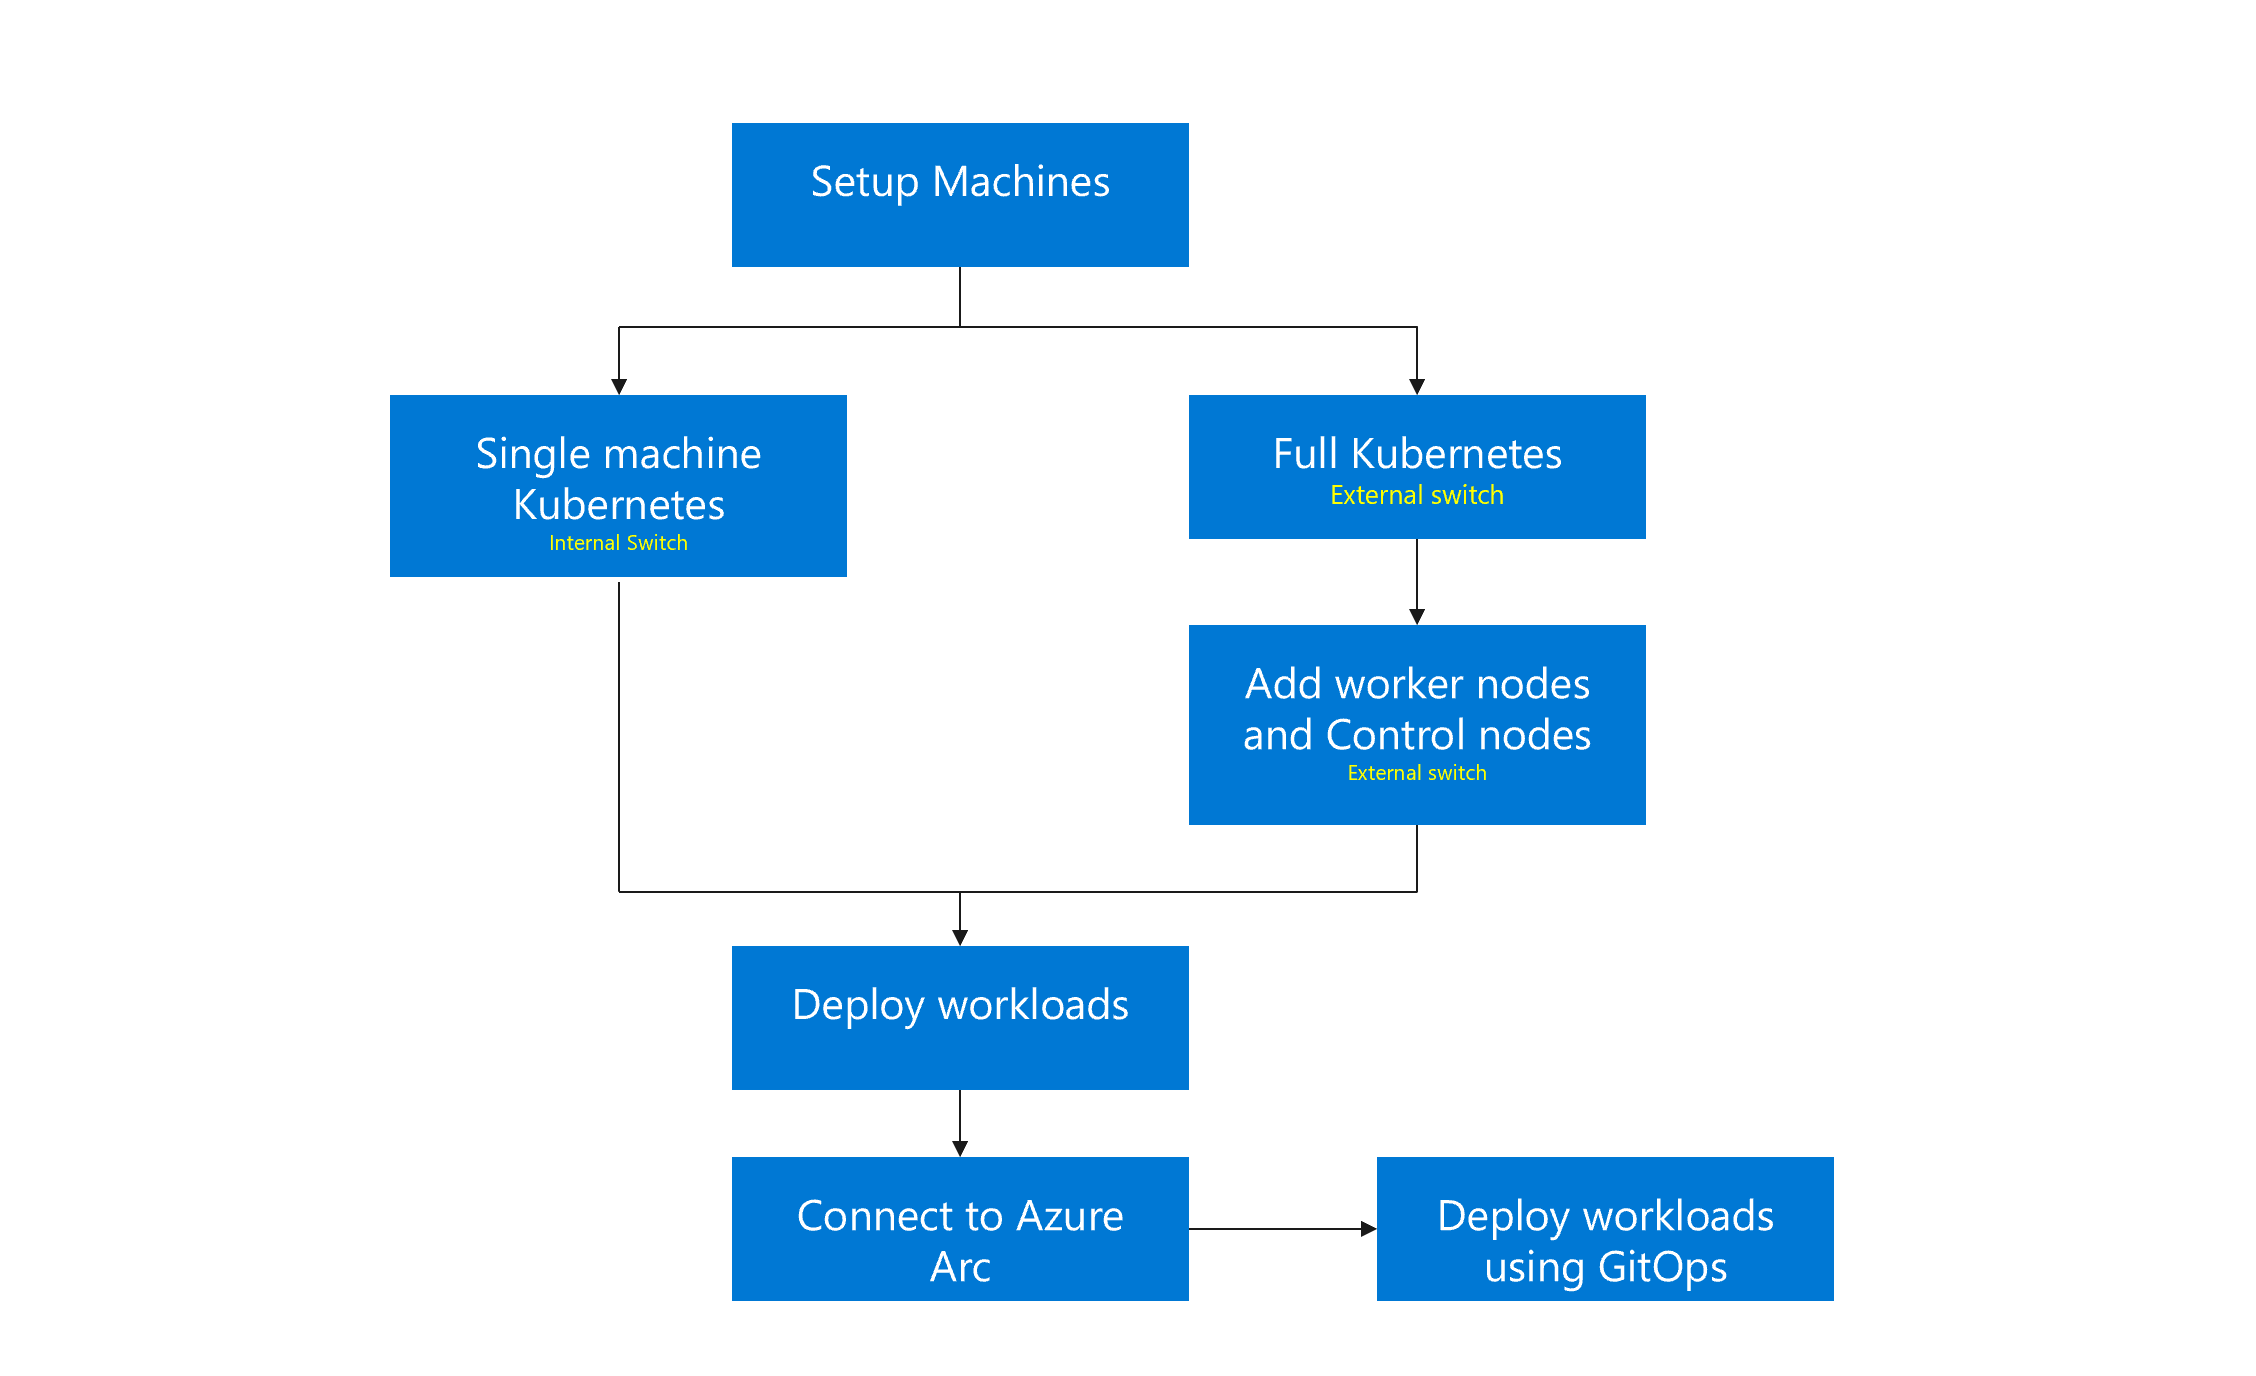 Setup Machines
Single machine
Kubernetes
Internal Switch
Full Kubernetes
External switch
Add worker nodes
and Control nodes
External switch
Deploy workloads
Connect to Azure
Arc
Deploy workloads
using GitOps